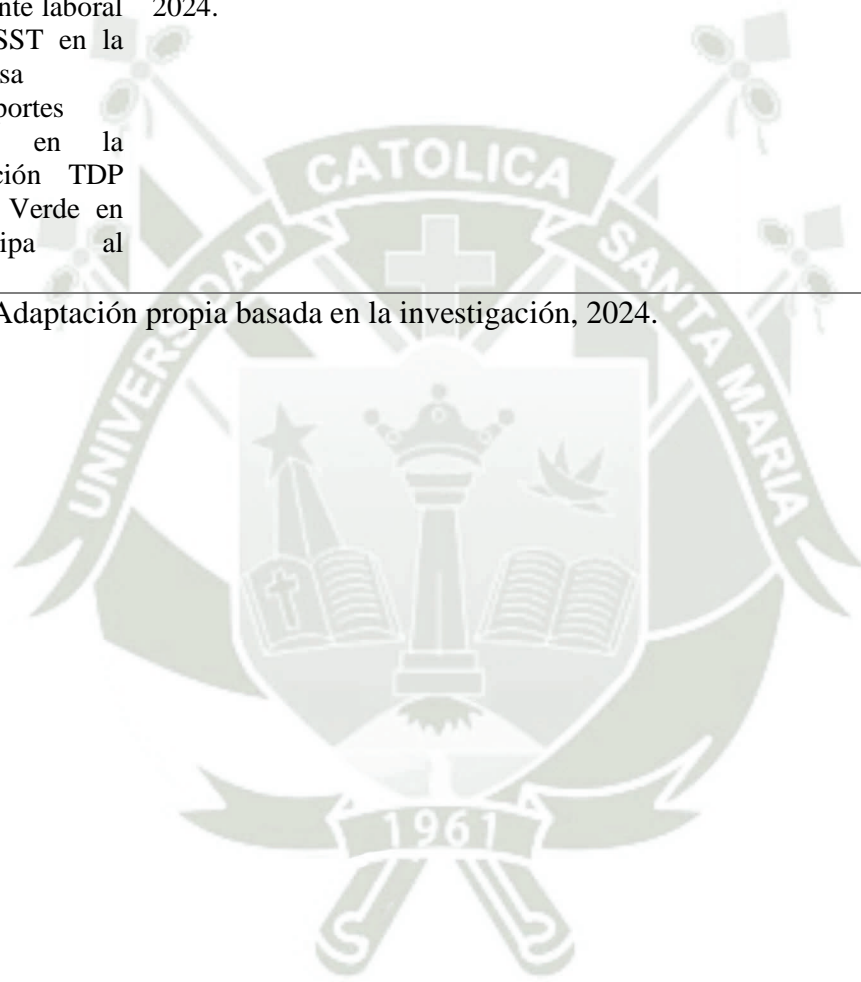 nte laboral 2024.
SST en la
sa
portes
en la
ción TDP
Verde en
ipa al
Adaptación propia basada en la investigación, 2024.
UNIVERSIDAD CATOLICA SANTA MARIA
1961